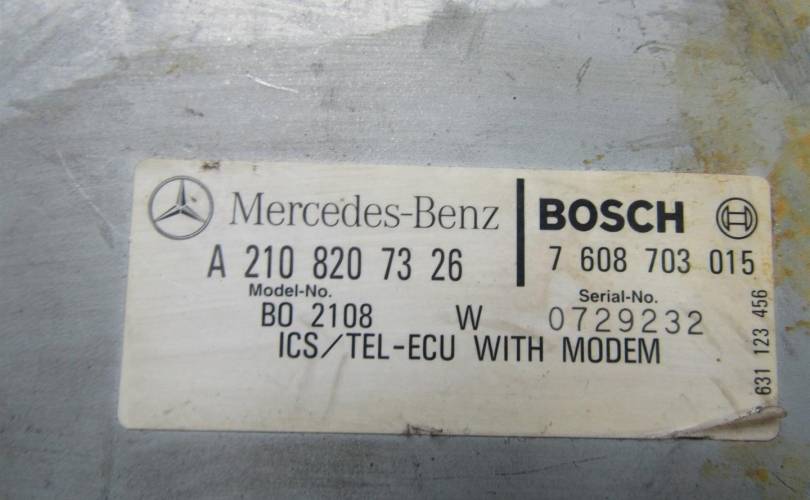 Mercedes-Benz
BOSCH
A 210 820 73 26
7 608 703 015
Model-No.
Serial-No.
BO 2108 W
0729232
ICS/TEL-ECU WITH MODEM
631 123 456